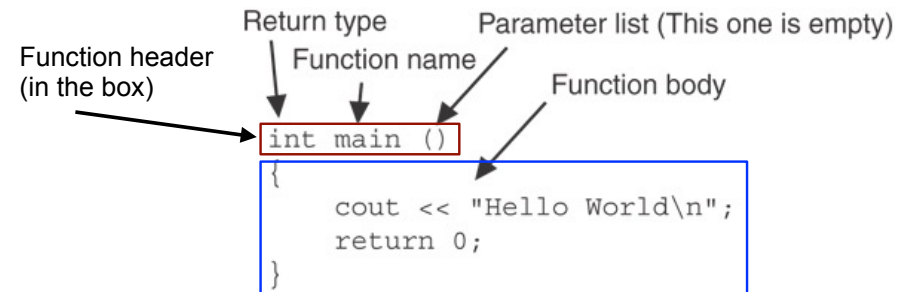 Return type
Parameter list (This one is empty)
Function header
(in the box)
Function name
Function body
int main ()
{
cout << "Hello World\n";
return 0;
}